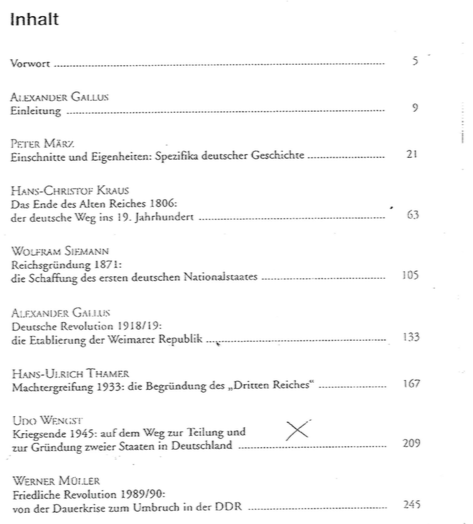 Inhalt
Vorwort ........ 5
ALEXANDER GALLUS
Einleitung ........ 9
PETER MÄRZ
Einschnitte und Eigenheiten: Spezifika deutscher Geschichte ........ 21
HANS-CHRISTOF KRAUS
Das Ende des Alten Reiches 1806:
der deutsche Weg ins 19. Jahrhundert ........ 63
WOLFRAM SIEMANN
Reichsgründung 1871:
die Schaffung des ersten deutschen Nationalstaates ........ 105
ALEXANDER GALLUS
Deutsche Revolution 1918/19:
die Etablierung der Weimarer Republik ........ 133
HANS-ULRICH THAMER
Machtergreifung 1933: die Begründung des „Dritten Reiches“ ........ 167
UDO WENGST
Kriegsende 1945: auf dem Weg zur Teilung und
zur Gründung zweier Staaten in Deutschland ........ 209
WERNER MÜLLER
Friedliche Revolution 1989/90:
von der Dauerkrise zum Umbruch in der DDR ........ 245